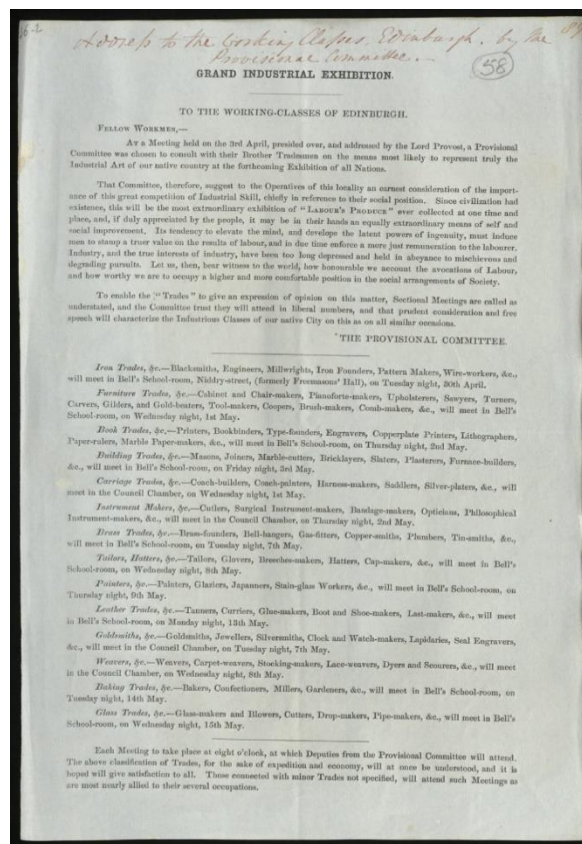 Address to the Working Classes. Edinburgh. by the
Provisional Committee.—
58
GRAND INDUSTRIAL EXHIBITION.
TO THE WORKING-CLASSES OF EDINBURGH.
FELLOW WORKMEN,—
AT a Meeting held on the 3rd April, presided over, and addressed by the Lord Provost, a Provisional
Committee was chosen to consult with their Brother Tradesmen on the means most likely to represent truly the
Industrial Art of our native country at the forthcoming Exhibition of all Nations.
That Committee, therefore, suggest to the Operatives of this locality an earnest consideration of the import-
ance of this great competition of Industrial Skill, chiefly in reference to their social position. Since civilization had
existence, this will be the most extraordinary exhibition of "LABOUR'S PRODUCE" ever collected at one time and
place, and, if duly appreciated by the people, it may be in their hands an equally extraordinary means of self and
social improvement. Its tendency to elevate the mind, and develope the latent powers of ingenuity, must induce
men to stamp a truer value on the results of labour, and in due time enforce a more just remuneration to the labourer.
Industry, and the true interests of industry, have been too long depressed and held in abeyance to mischievous and
degrading pursuits. Let us, then, bear witness to the world, how honourable we account the avocations of Labour,
and how worthy we are to occupy a higher and more comfortable position in the social arrangements of Society.
To enable the "Trades" to give an expression of opinion on this matter, Sectional Meetings are called as
understated, and the Committee trust they will attend in liberal numbers, and that prudent consideration and free
speech will characterize the Industrious Classes of our native City on this as on all similar occasions.
THE PROVISIONAL COMMITTEE.
Iron Trades, &c.—Blacksmiths, Engineers, Millwrights, Iron Founders, Pattern Makers, Wire-workers, &c.,
will meet in Bell's School-room, Niddry-street, (formerly Freemasons' Hall), on Tuesday night, 30th April.
Furniture Trades, &c.—Cabinet and Chair-makers, Pianoforte-makers, Upholsterers, Sawyers, Turners,
Carvers, Gilders, and Gold-beaters, Tool-makers, Coopers, Brush-makers, Comb-makers, &c., will meet in Bell's
School-room, on Wednesday night, 1st May.
Book Trades, &c.—Printers, Bookbinders, Type-founders, Engravers, Copperplate Printers, Lithographers,
Paper-rulers, Marble Paper-makers, &c., will meet in Bell's School-room, on Thursday night, 2nd May.
Building Trades, &c.—Masons, Joiners, Marble-cutters, Bricklayers, Slaters, Plasterers, Furnace-builders,
&c., will meet in Bell's School-room, on Friday night, 3rd May.
Carriage Trades, &c.—Coach-builders, Coach-painters, Harness-makers, Saddlers, Silver-platers, &c., will
meet in the Council Chamber, on Wednesday night, 1st May.
Instrument Makers, &c.—Cutlers, Surgical Instrument-makers, Bandage-makers, Opticians, Philosophical
Instrument-makers, &c., will meet in the Council Chamber, on Thursday night, 2nd May.
Brass Trades, &c.—Brass-founders, Bell-hangers, Gas-fitters, Copper-smiths, Plumbers, Tin-smiths, &c.,
will meet in Bell's School-room, on Tuesday night, 7th May.
Tailors, Hatters, &c.—Tailors, Glovers, Breeches-makers, Hatters, Cap-makers, &c., will meet in Bell's
School-room, on Wednesday night, 8th May.
Painters, &c.—Painters, Glaziers, Japanners, Stain-glass Workers, &c., will meet in Bell's School-room, on
Thursday night, 9th May.
Leather Trades, &c.—Tanners, Curriers, Glue-makers, Boot and Shoe-makers, Last-makers, &c., will meet
in Bell's School-room, on Monday night, 13th May.
Goldsmiths, &c.—Goldsmiths, Jewellers, Silversmiths, Clock and Watch-makers, Lapidaries, Seal Engravers,
&c., will meet in the Council Chamber, on Tuesday night, 7th May.
Weavers, &c.—Weavers, Carpet-weavers, Stocking-makers, Lace-weavers, Dyers and Scourers, &c., will meet
in the Council Chamber, on Wednesday night, 8th May.
Baking Trades, &c.—Bakers, Confectioners, Millers, Gardeners, &c., will meet in Bell's School-room, on
Tuesday night, 14th May.
Glass Trades, &c.—Glass-makers and Blowers, Cutters, Drop-makers, Pipe-makers, &c., will meet in Bell's
School-room, on Wednesday night, 15th May.
Each Meeting to take place at eight o'clock, at which Deputies from the Provisional Committee will attend.
The above classification of Trades, for the sake of expedition and economy, will at once be understood, and it is
hoped will give satisfaction to all. Those connected with minor Trades not specified, will attend such Meetings as
are most nearly allied to their several occupations.